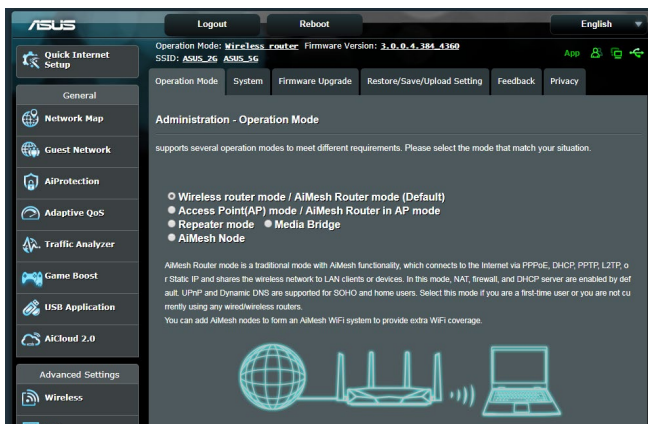 ASUS
Logout
Reboot
English
Operation Mode: Wireless router Firmware Version: 3.0.0.4.384_4360
SSID: ASUS_2G ASUS_5G
App
Quick Internet
Setup
General
Network Map
Guest Network
AiProtection
Adaptive QoS
Traffic Analyzer
Game Boost
USB Application
AiCloud 2.0
Advanced Settings
Wireless
Operation Mode System Firmware Upgrade Restore/Save/Upload Setting Feedback Privacy
Administration - Operation Mode
supports several operation modes to meet different requirements. Please select the mode that match your situation.
Wireless router mode / AiMesh Router mode (Default)
Access Point(AP) mode / AiMesh Router in AP mode
Repeater mode Media Bridge
AiMesh Node
AiMesh Router mode is a traditional mode with AiMesh functionality, which connects to the Internet via PPPoE, DHCP, PPTP, L2TP, o
r Static IP and shares the wireless network to LAN clients or devices. In this mode, NAT, firewall, and DHCP server are enabled by def
ault. UPnP and Dynamic DNS are supported for SOHO and home users. Select this mode if you are a first-time user or you are not cu
rrently using any wired/wireless routers.
You can add AiMesh nodes to form an AiMesh WiFi system to provide extra WiFi coverage.